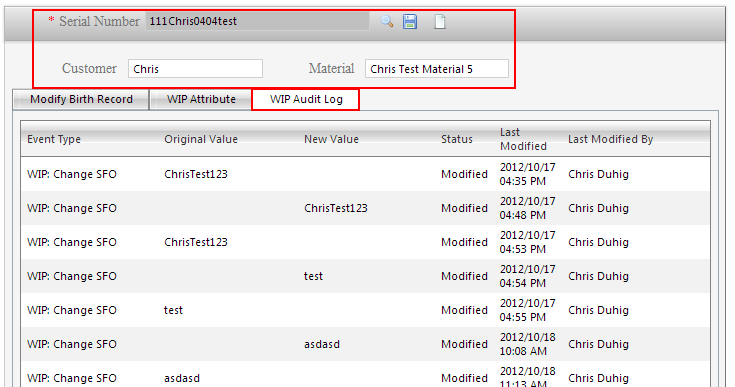 * Serial Number 111Chris0404test
Customer Chris Material Chris Test Material 5
Modify Birth Record WIP Attribute WIP Audit Log
Event Type Original Value New Value Status Last Modified Last Modified By
WIP: Change SFO ChrisTest123 Modified 2012/10/17 04:35 PM Chris Duhig
WIP: Change SFO ChrisTest123 Modified 2012/10/17 04:48 PM Chris Duhig
WIP: Change SFO ChrisTest123 Modified 2012/10/17 04:53 PM Chris Duhig
WIP: Change SFO test Modified 2012/10/17 04:54 PM Chris Duhig
WIP: Change SFO test Modified 2012/10/17 04:55 PM Chris Duhig
WIP: Change SFO asdasd Modified 2012/10/18 10:08 AM Chris Duhig
WIP: Change SFO asdasd Modified 2012/10/18 11:13 AM Chris Duhig